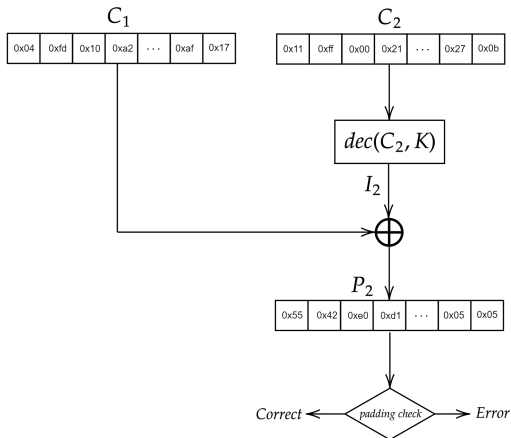 C₁
C₂
0x04 0xfd 0x10 0xa2 ··· 0xaf 0x17
0x11 0xff 0x00 0x21 ··· 0x27 0x0b
dec(C₂, K)
I₂
P₂
0x55 0x42 0xe0 0xd1 ··· 0x05 0x05
Correct
padding check
Error